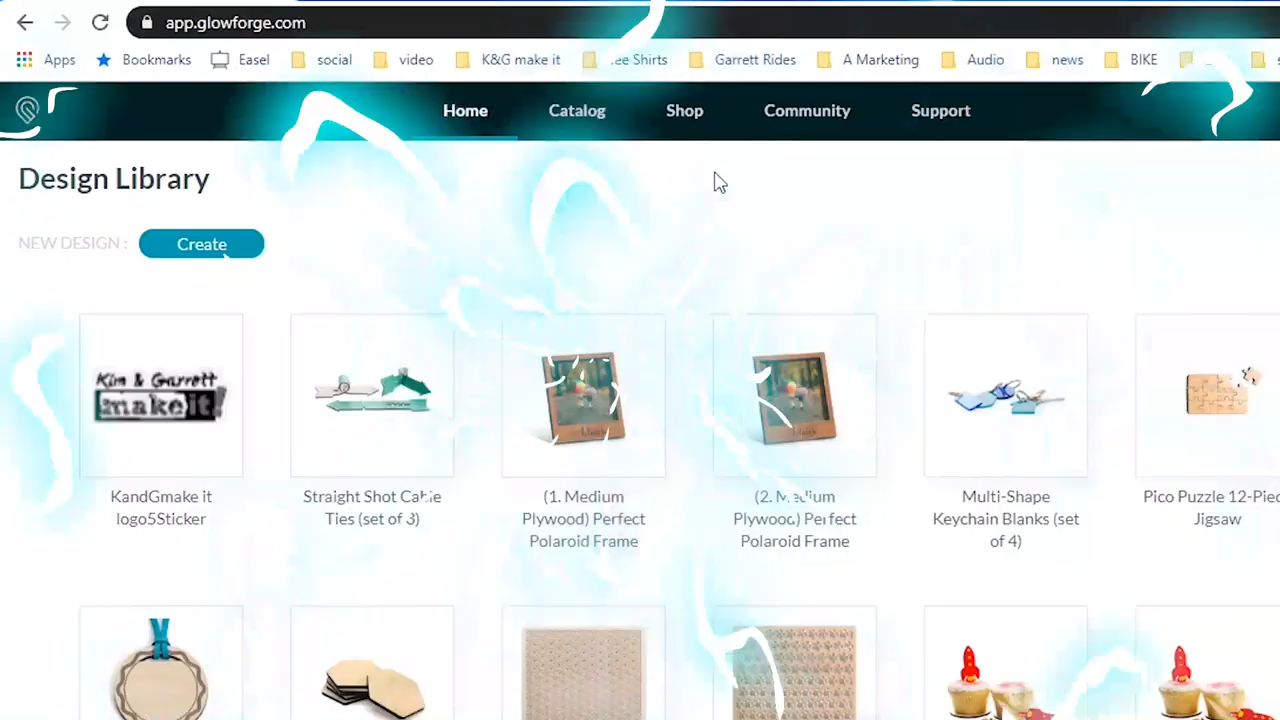 app.glowforge.com
Apps Bookmarks Easel social video K&G make it Shirts Garrett Rides A Marketing Audio news BIKE
Home Catalog Shop Community Support
Design Library
NEW DESIGN : Create
Kim & Garrett
make it!
KandGmake it
logo5Sticker
Straight Shot Cable
Ties (set of 3)
(1. Medium
Plywood) Perfect
Polaroid Frame
(2. Medium
Plywood) Perfect
Polaroid Frame
Multi-Shape
Keychain Blanks (set
of 4)
Pico Puzzle 12-Piec
Jigsaw